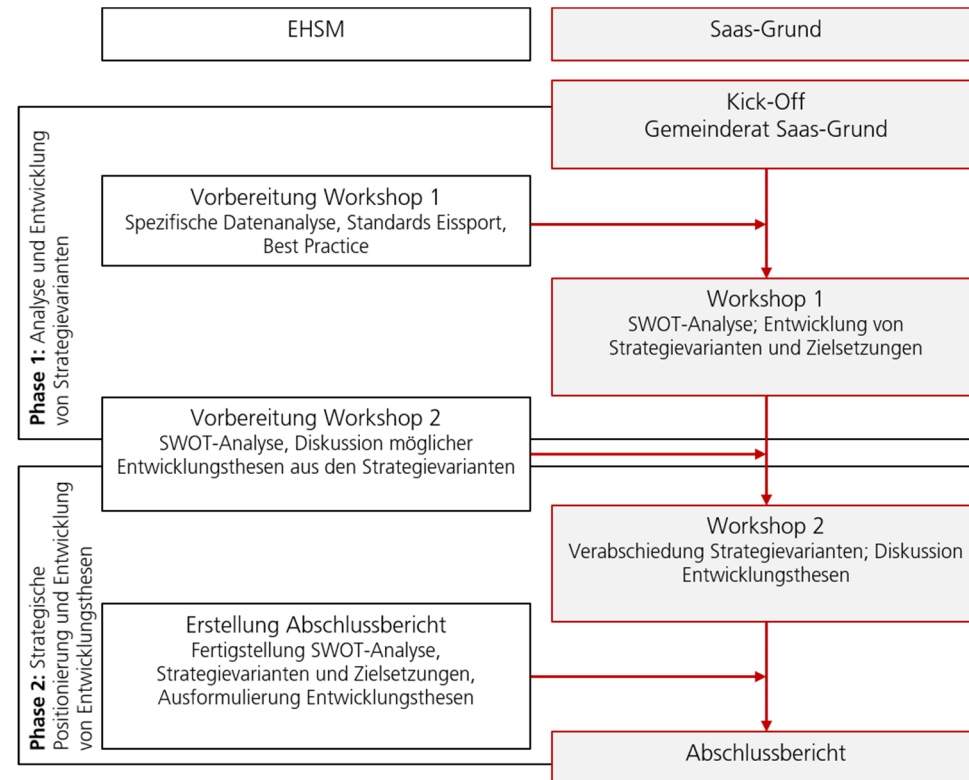 EHSM
Saas-Grund
Kick-Off
Gemeinderat Saas-Grund
Phase 1: Analyse und Entwicklung
von Strategievarianten
Vorbereitung Workshop 1
Spezifische Datenanalyse, Standards Eissport,
Best Practice
Workshop 1
SWOT-Analyse; Entwicklung von
Strategievarianten und Zielsetzungen
Vorbereitung Workshop 2
SWOT-Analyse, Diskussion möglicher
Entwicklungsthesen aus den Strategievarianten
Phase 2: Strategische
Positionierung und Entwicklung
von Entwicklungsthesen
Workshop 2
Verabschiedung Strategievarianten; Diskussion
Entwicklungsthesen
Erstellung Abschlussbericht
Fertigstellung SWOT-Analyse,
Strategievarianten und Zielsetzungen,
Ausformulierung Entwicklungsthesen
Abschlussbericht